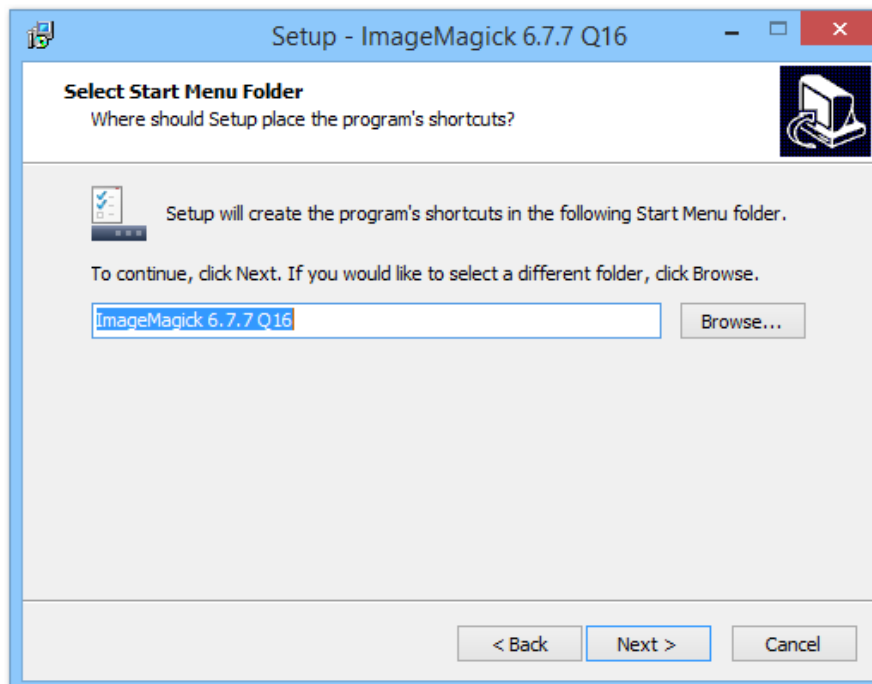 Setup - ImageMagick 6.7.7 Q16
Select Start Menu Folder
Where should Setup place the program's shortcuts?
Setup will create the program's shortcuts in the following Start Menu folder.
To continue, click Next. If you would like to select a different folder, click Browse.
ImageMagick 6.7.7 Q16
Browse...
< Back
Next >
Cancel